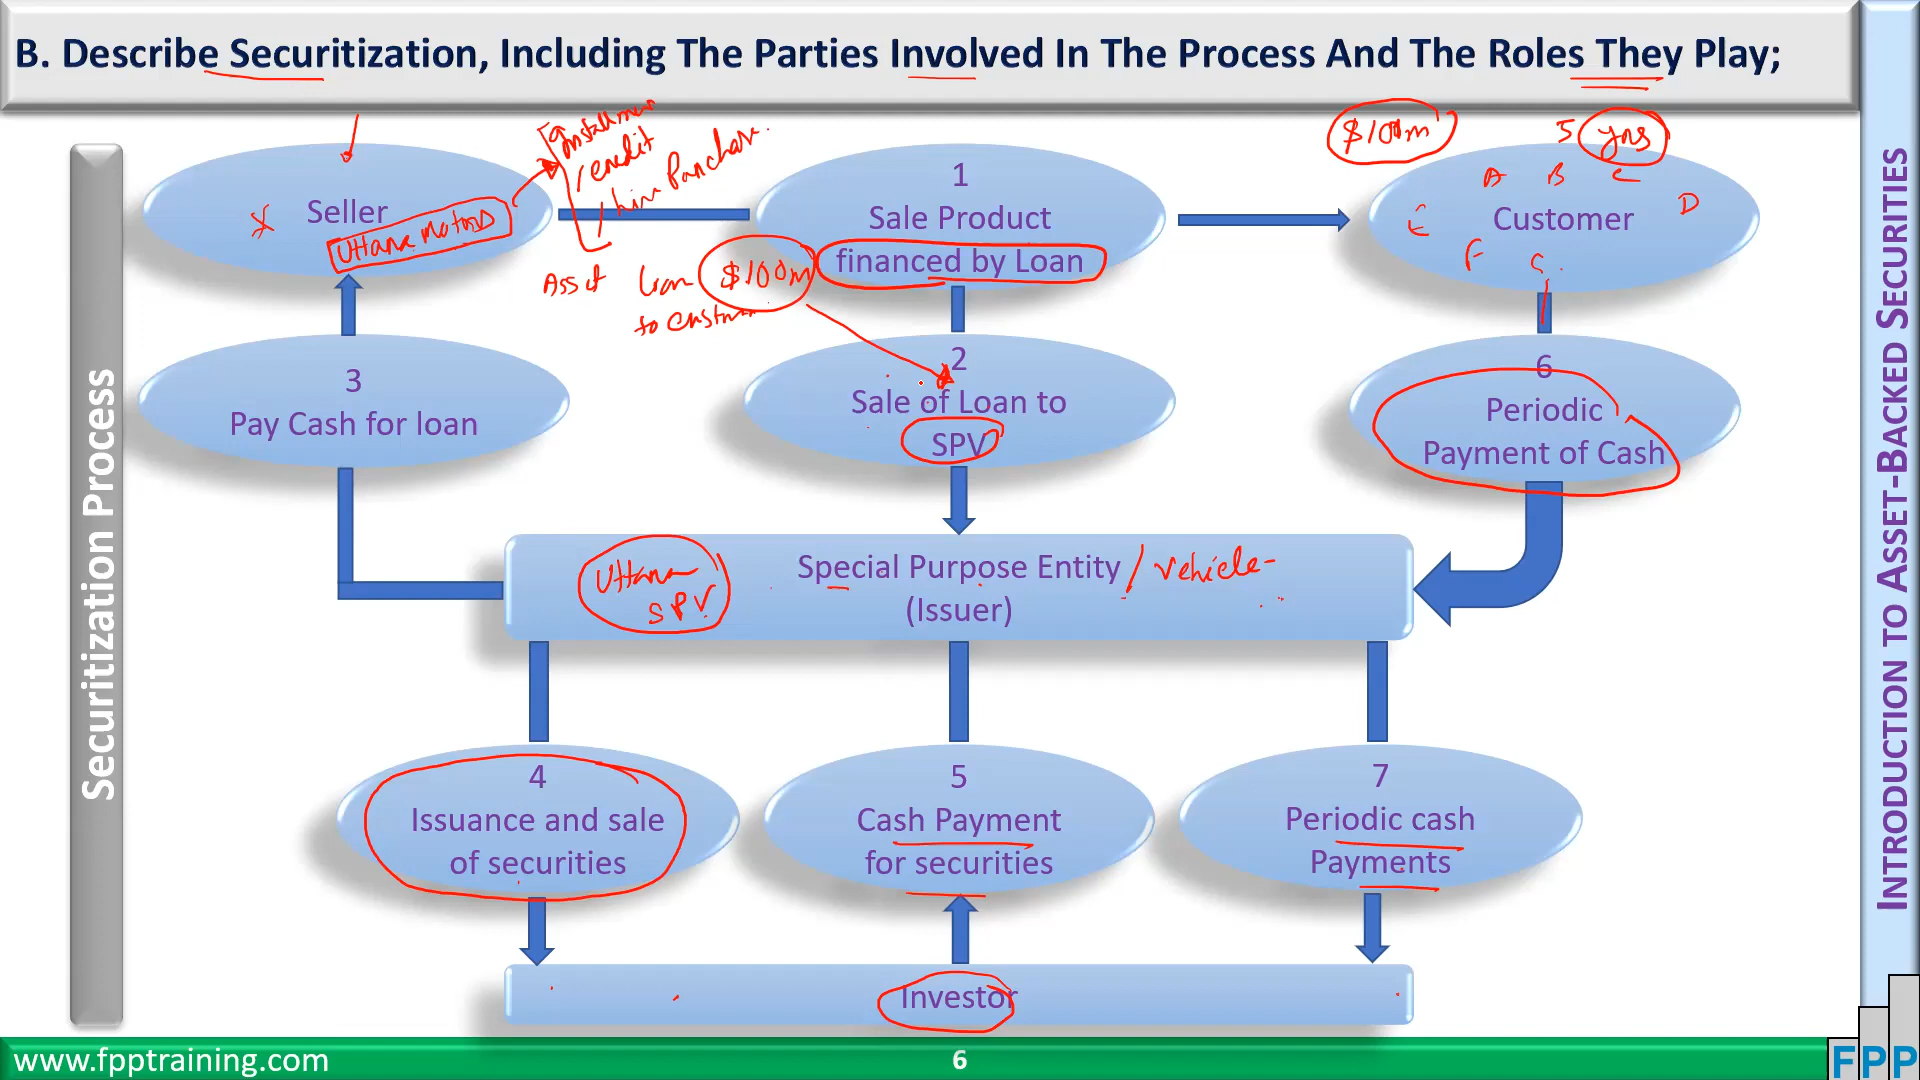 B. Describe Securitization, Including The Parties Involved In The Process And The Roles They Play;
Securitization Process
INTRODUCTION TO ASSET-BACKED SECURITIES
Seller
X
Uttara Motors
Installment
/credit
/hire Purchase.
Asset Loan $100m
to customer
1
Sale Product
financed by Loan
$100m
5 yrs
A B C
D
Customer
E
F G
3
Pay Cash for loan
2
Sale of Loan to
SPV
6
Periodic
Payment of Cash
Uttara
SPV
Special Purpose Entity / Vehicle
(Issuer)
4
Issuance and sale
of securities
5
Cash Payment
for securities
7
Periodic cash
Payments
Investor
www.fpptraining.com
6
FPP